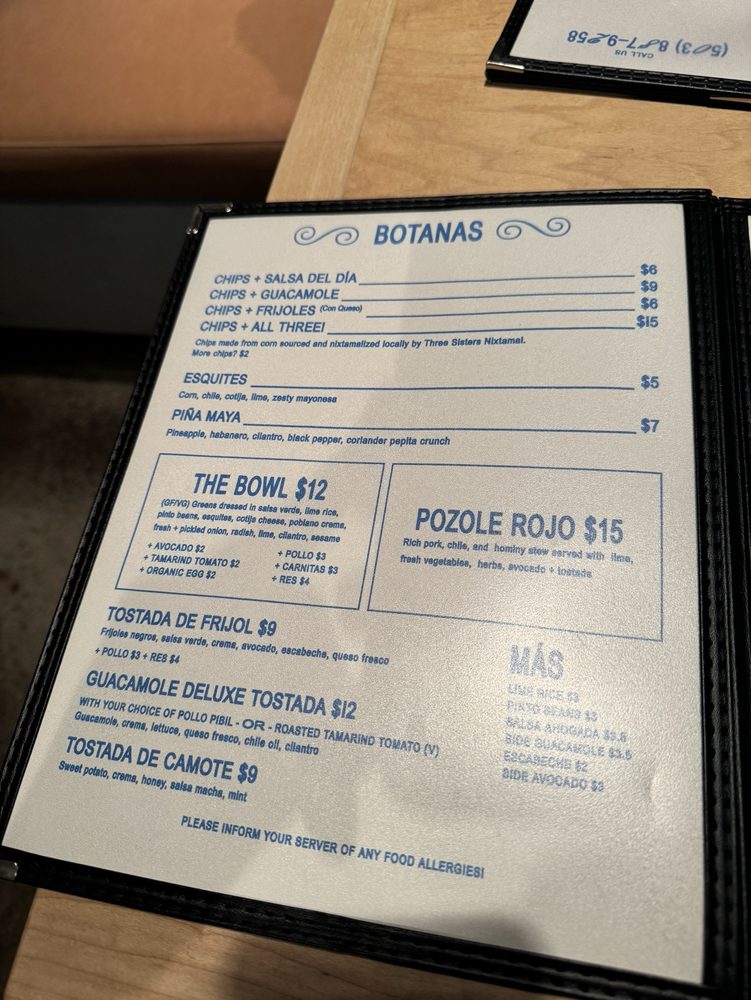 (503) 887-9258
CALL US
BOTANAS
CHIPS + SALSA DEL DÍA $6
CHIPS + GUACAMOLE $9
CHIPS + FRIJOLES (Con Queso) $6
CHIPS + ALL THREE! $15
Chips made from corn sourced and nixtamalized locally by Three Sisters Nixtamal.
More chips? $2
ESQUITES $5
Corn, chile, cotija, lime, zesty mayonesa
PIÑA MAYA $7
Pineapple, habanero, cilantro, black pepper, coriander pepita crunch
THE BOWL $12
(GF/VG) Greens dressed in salsa verde, lime rice,
pinto beans, esquites, cotija cheese, poblano crema,
fresh + pickled onion, radish, lime, cilantro, sesame
+ AVOCADO $2
+ TAMARIND TOMATO $2
+ ORGANIC EGG $2
+ POLLO $3
+ CARNITAS $3
+ RES $4
POZOLE ROJO $15
Rich pork, chile, and hominy stew served with lime,
fresh vegetables, herbs, avocado + tostada
TOSTADA DE FRIJOL $9
Frijoles negros, salsa verde, crema, avocado, escabeche, queso fresco
+ POLLO $3 + RES $4
GUACAMOLE DELUXE TOSTADA $12
WITH YOUR CHOICE OF POLLO PIBIL - OR - ROASTED TAMARIND TOMATO (V)
Guacamole, crema, lettuce, queso fresco, chile oil, cilantro
TOSTADA DE CAMOTE $9
Sweet potato, crema, honey, salsa macha, mint
MÁS
LIME RICE $3
PINTO BEANS $3
SALSA AHOGADA $3.5
SIDE GUACAMOLE $3.5
ESCABECHE $2
SIDE AVOCADO $3
PLEASE INFORM YOUR SERVER OF ANY FOOD ALLERGIES!